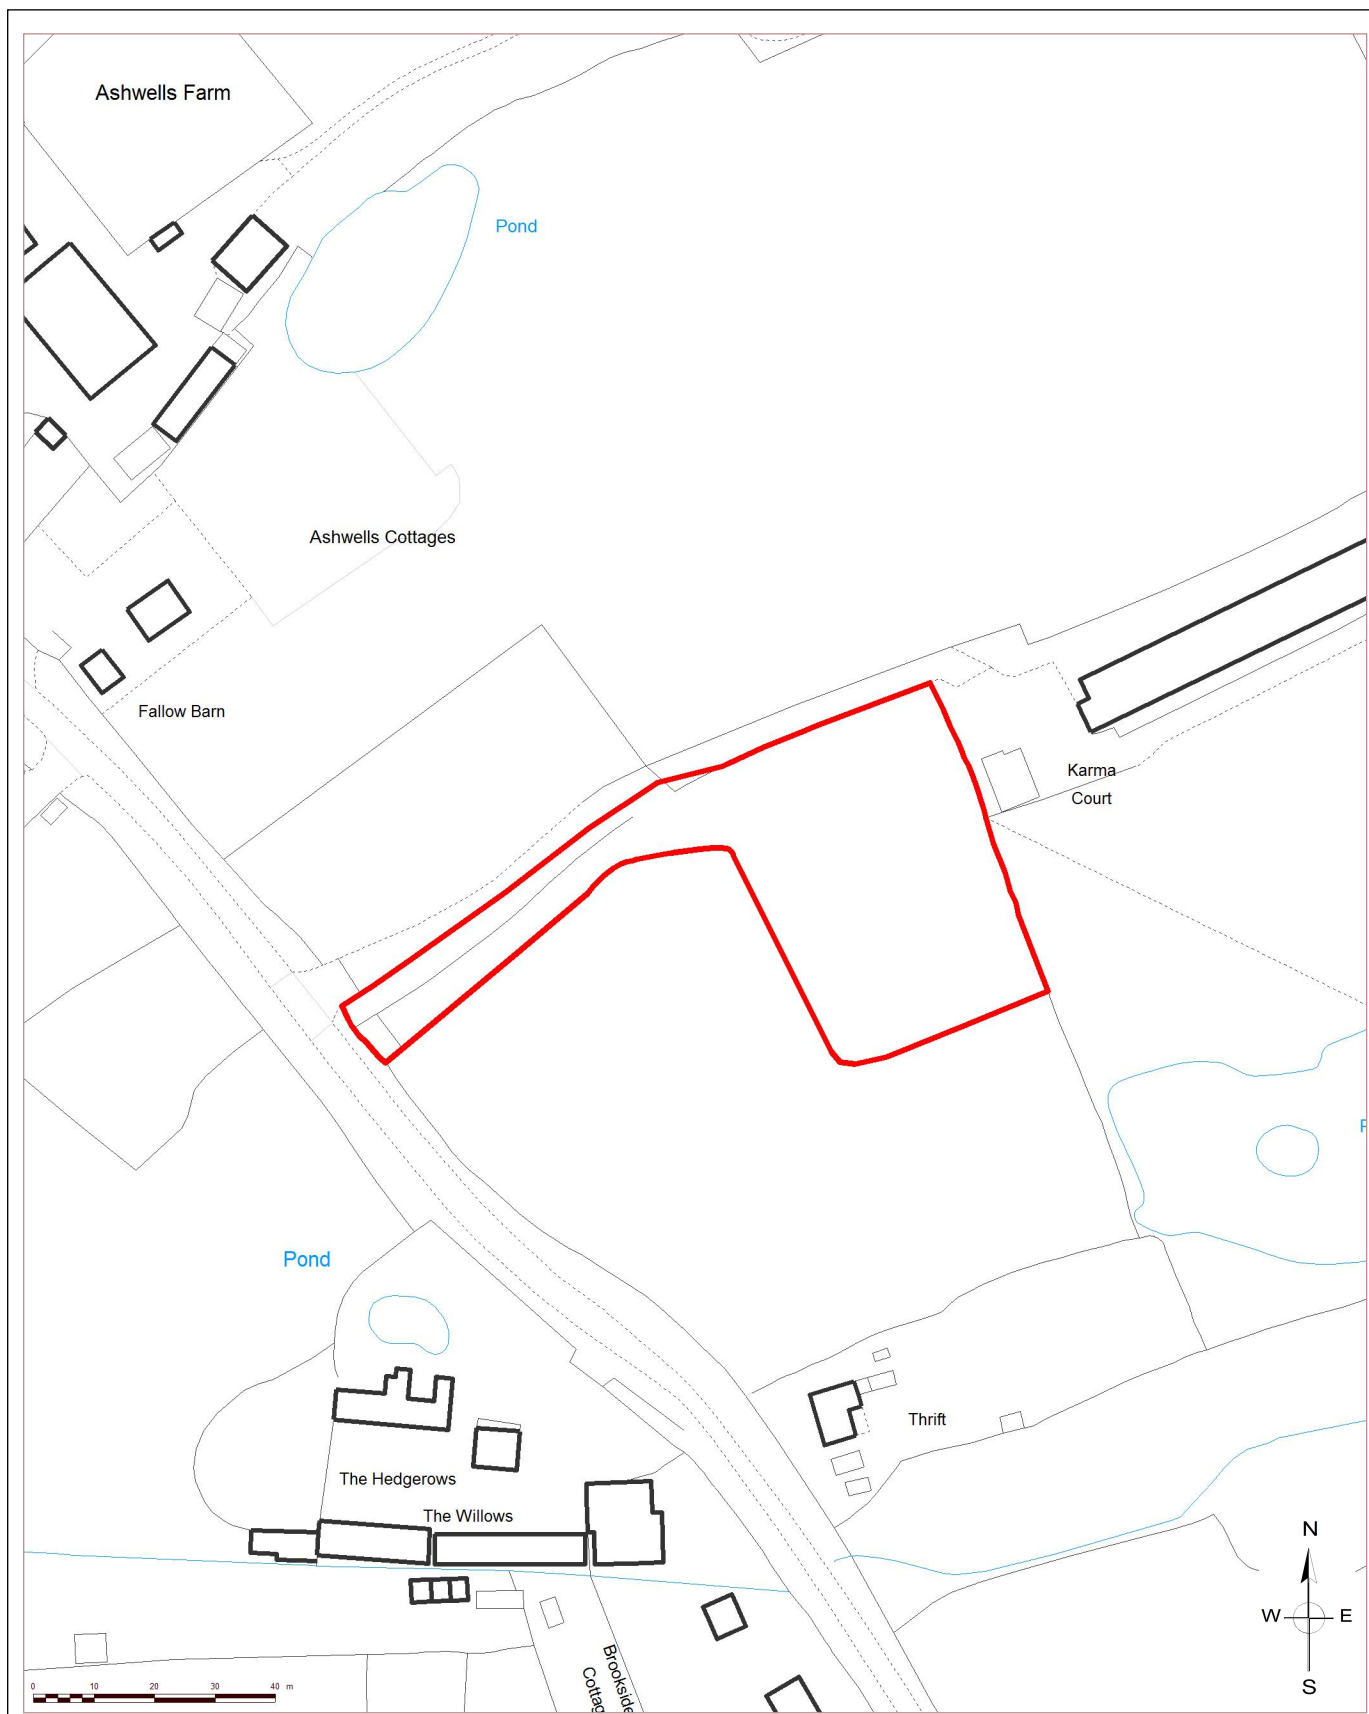 Ashwells Farm
Pond
Ashwells Cottages
Fallow Barn
Karma
Court
Pond
Thrift
The Hedgerows
The Willows
N
W E
S
Brookside
0 10 20 30 40 m